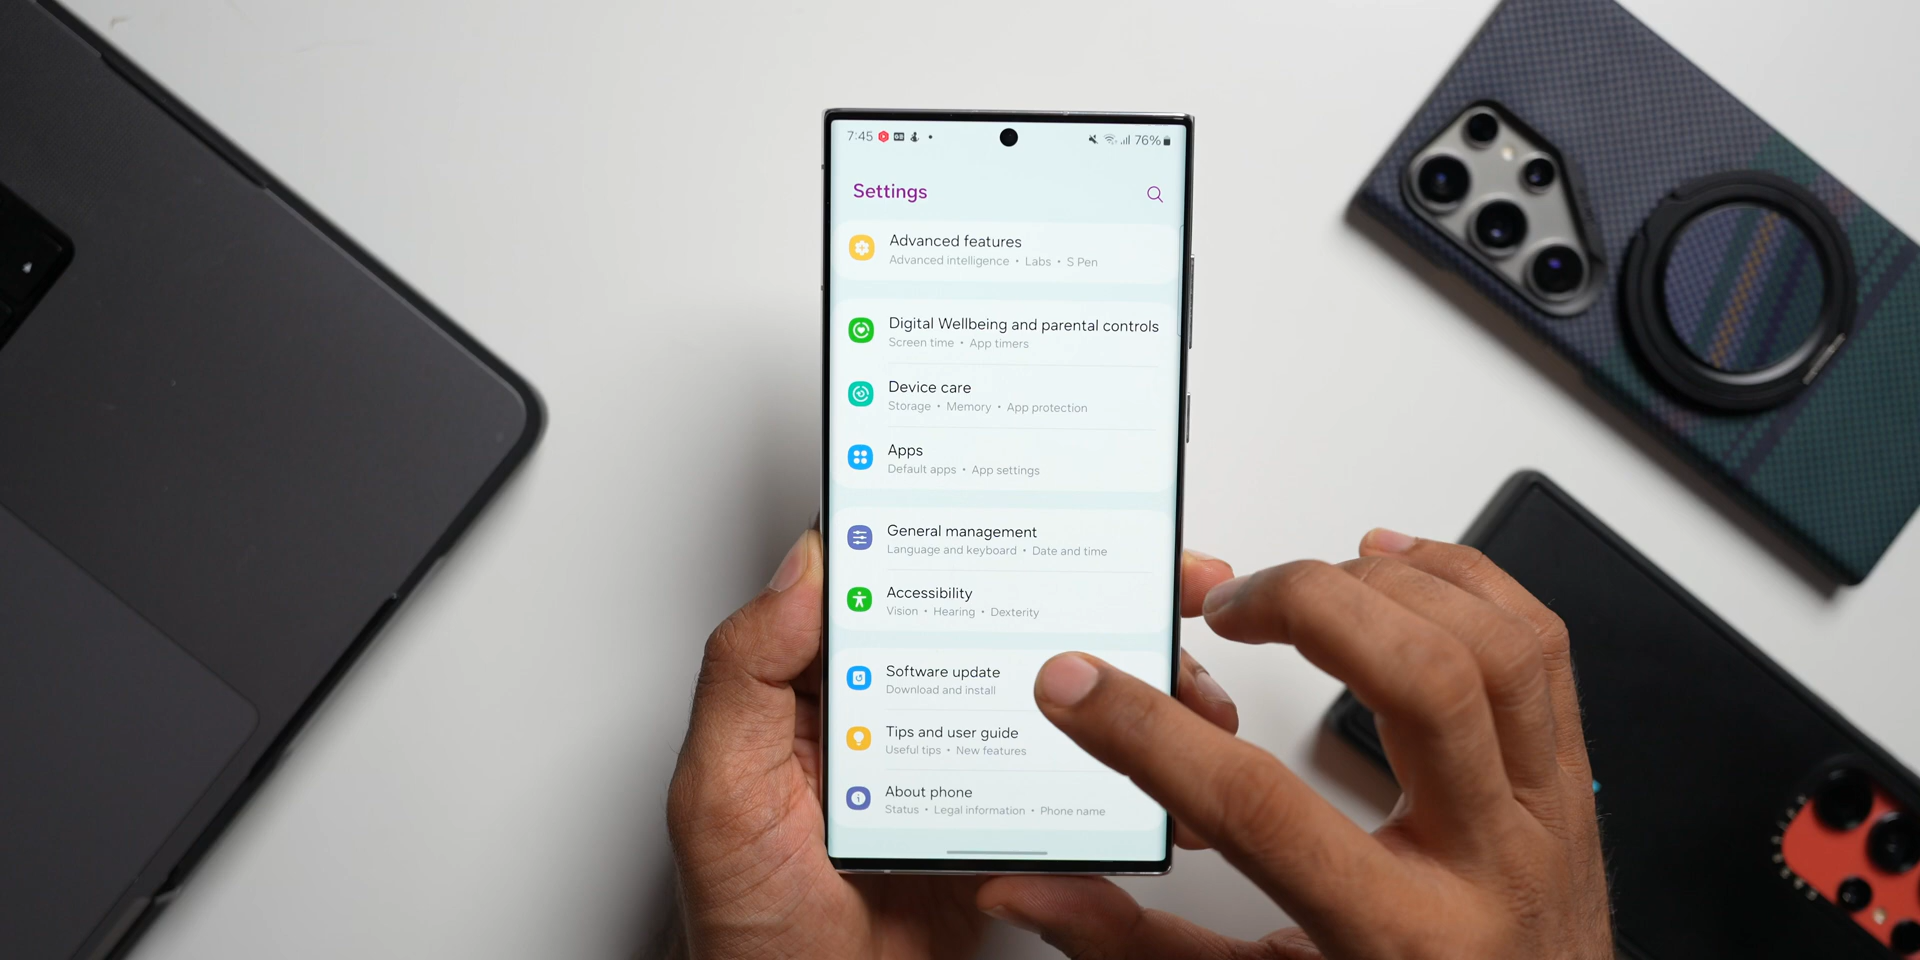 7:45 76%
Settings
Advanced features
Advanced intelligence • Labs • S Pen
Digital Wellbeing and parental controls
Screen time • App timers
Device care
Storage • Memory • App protection
Apps
Default apps • App settings
General management
Language and keyboard • Date and time
Accessibility
Vision • Hearing • Dexterity
Software update
Download and install
Tips and user guide
Useful tips • New features
About phone
Status • Legal information • Phone name